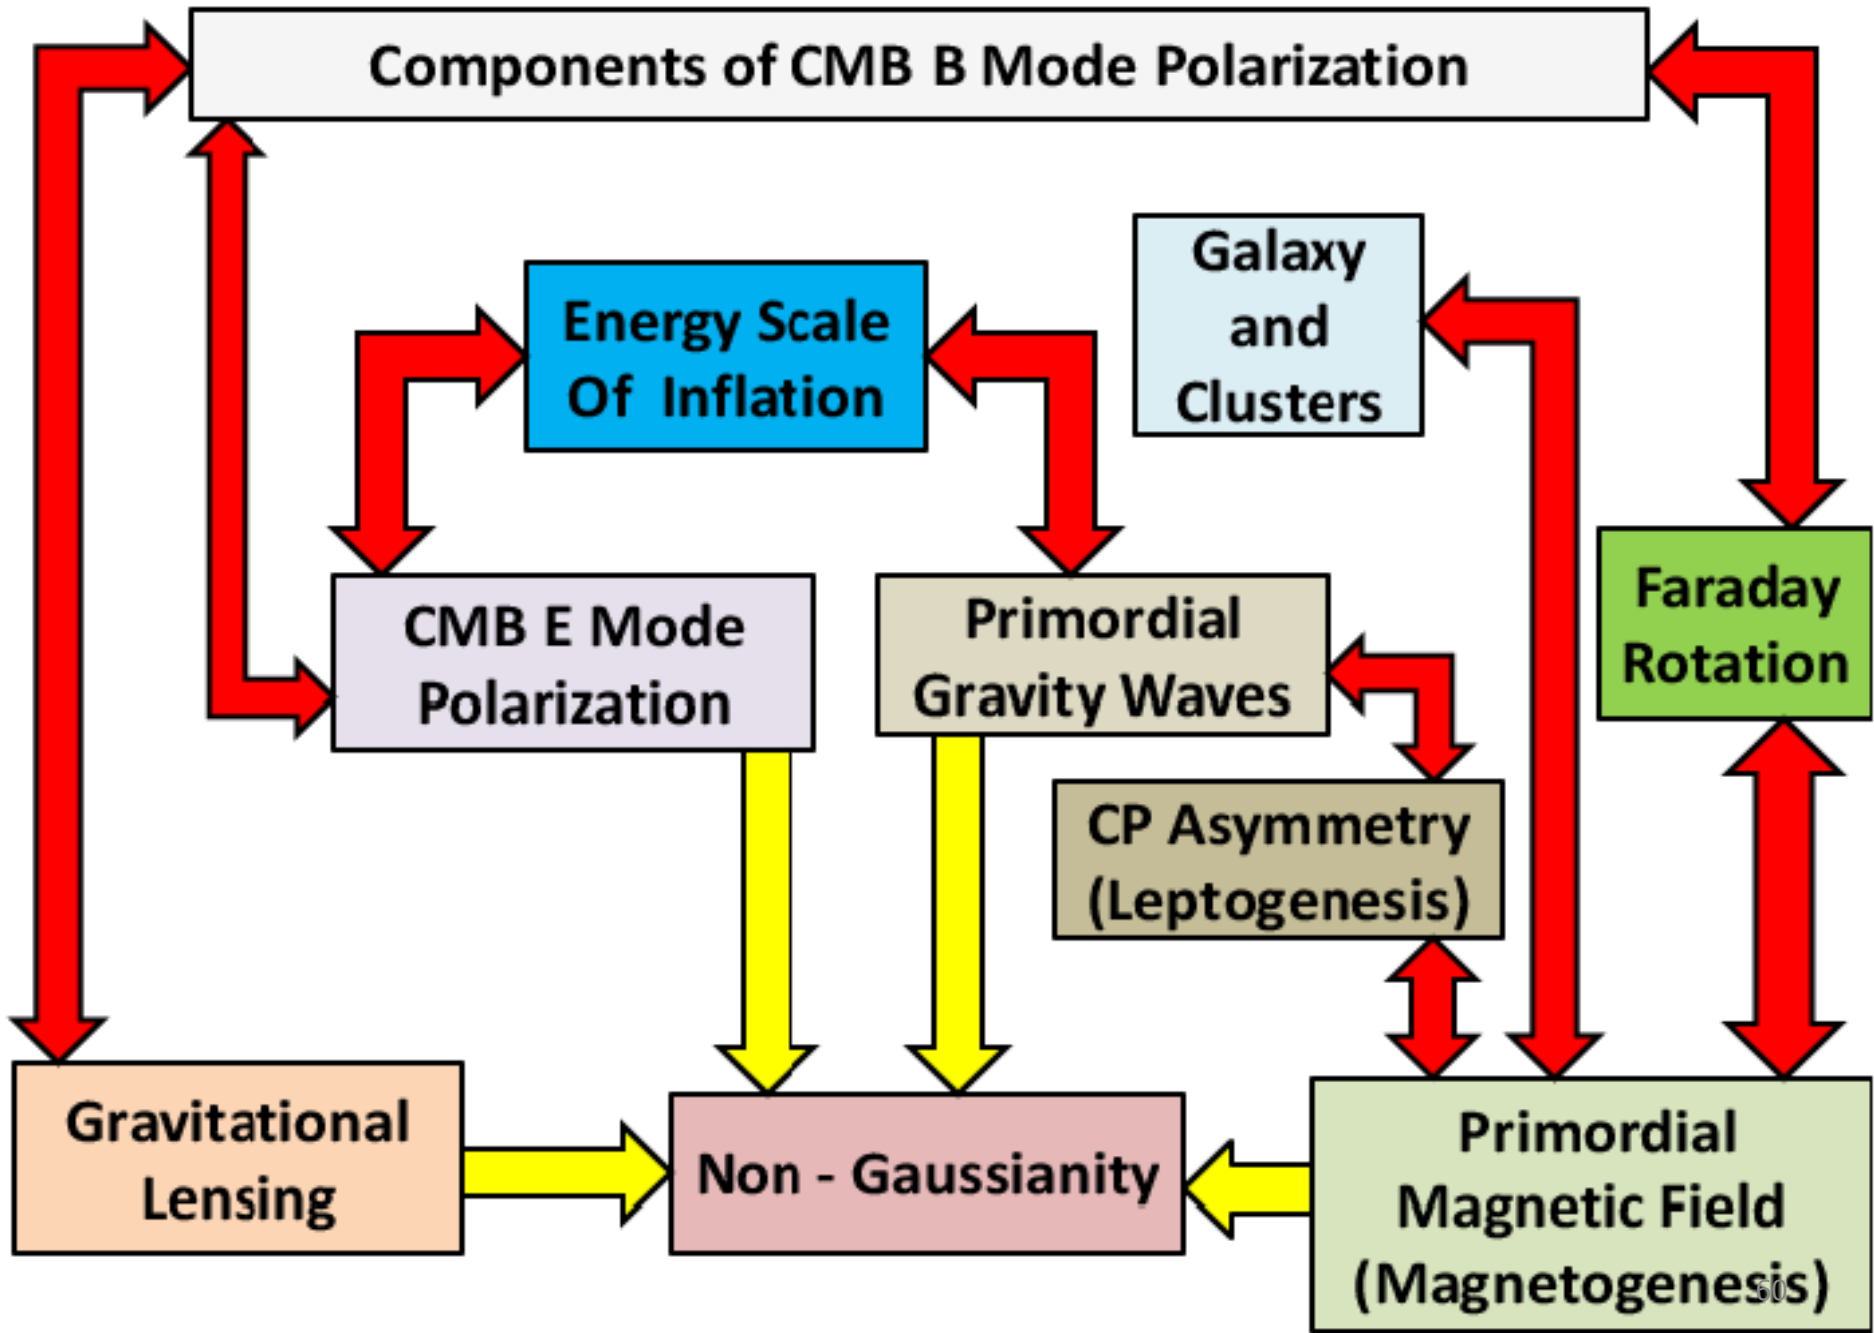 Components of CMB B Mode Polarization
Galaxy
and
Clusters
Energy Scale
Of Inflation
Faraday
Rotation
CMB E Mode
Polarization
Primordial
Gravity Waves
CP Asymmetry
(Leptogenesis)
Gravitational
Lensing
Non - Gaussianity
Primordial
Magnetic Field
(Magnetogenesis)
60